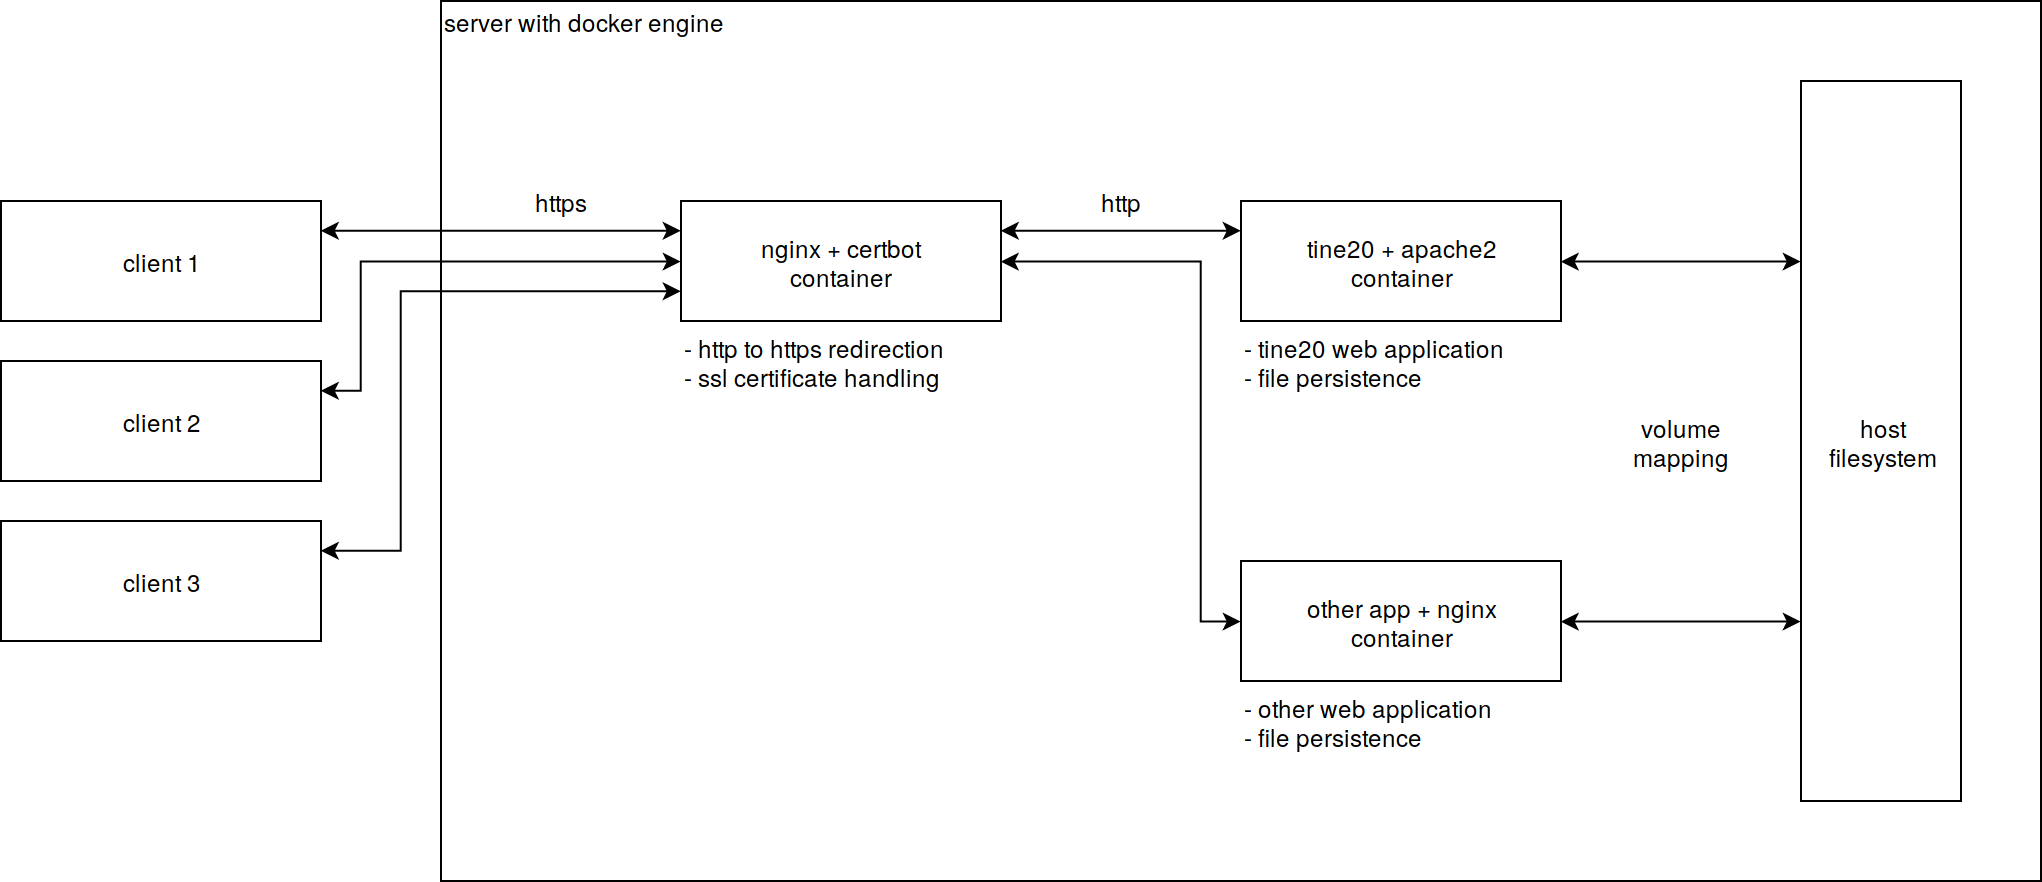 server with docker engine
https
http
client 1
nginx + certbot
container
tine20 + apache2
container
- http to https redirection
- ssl certificate handling
- tine20 web application
- file persistence
client 2
volume
mapping
host
filesystem
client 3
other app + nginx
container
- other web application
- file persistence